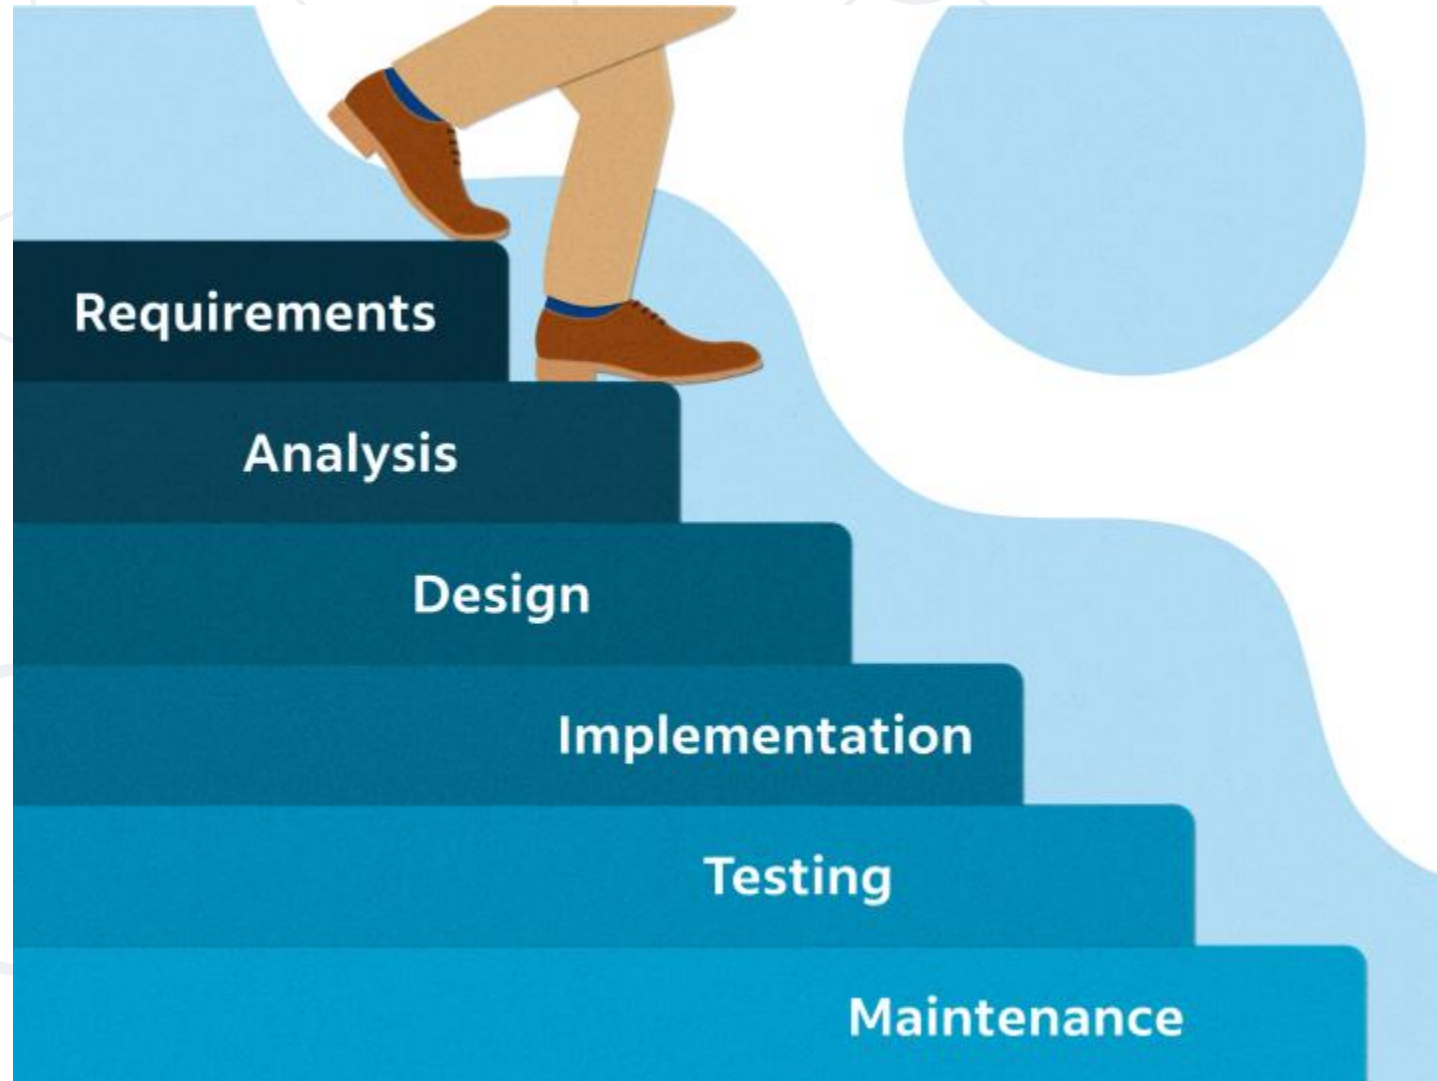 Requirements
Analysis
Design
Implementation
Testing
Maintenance